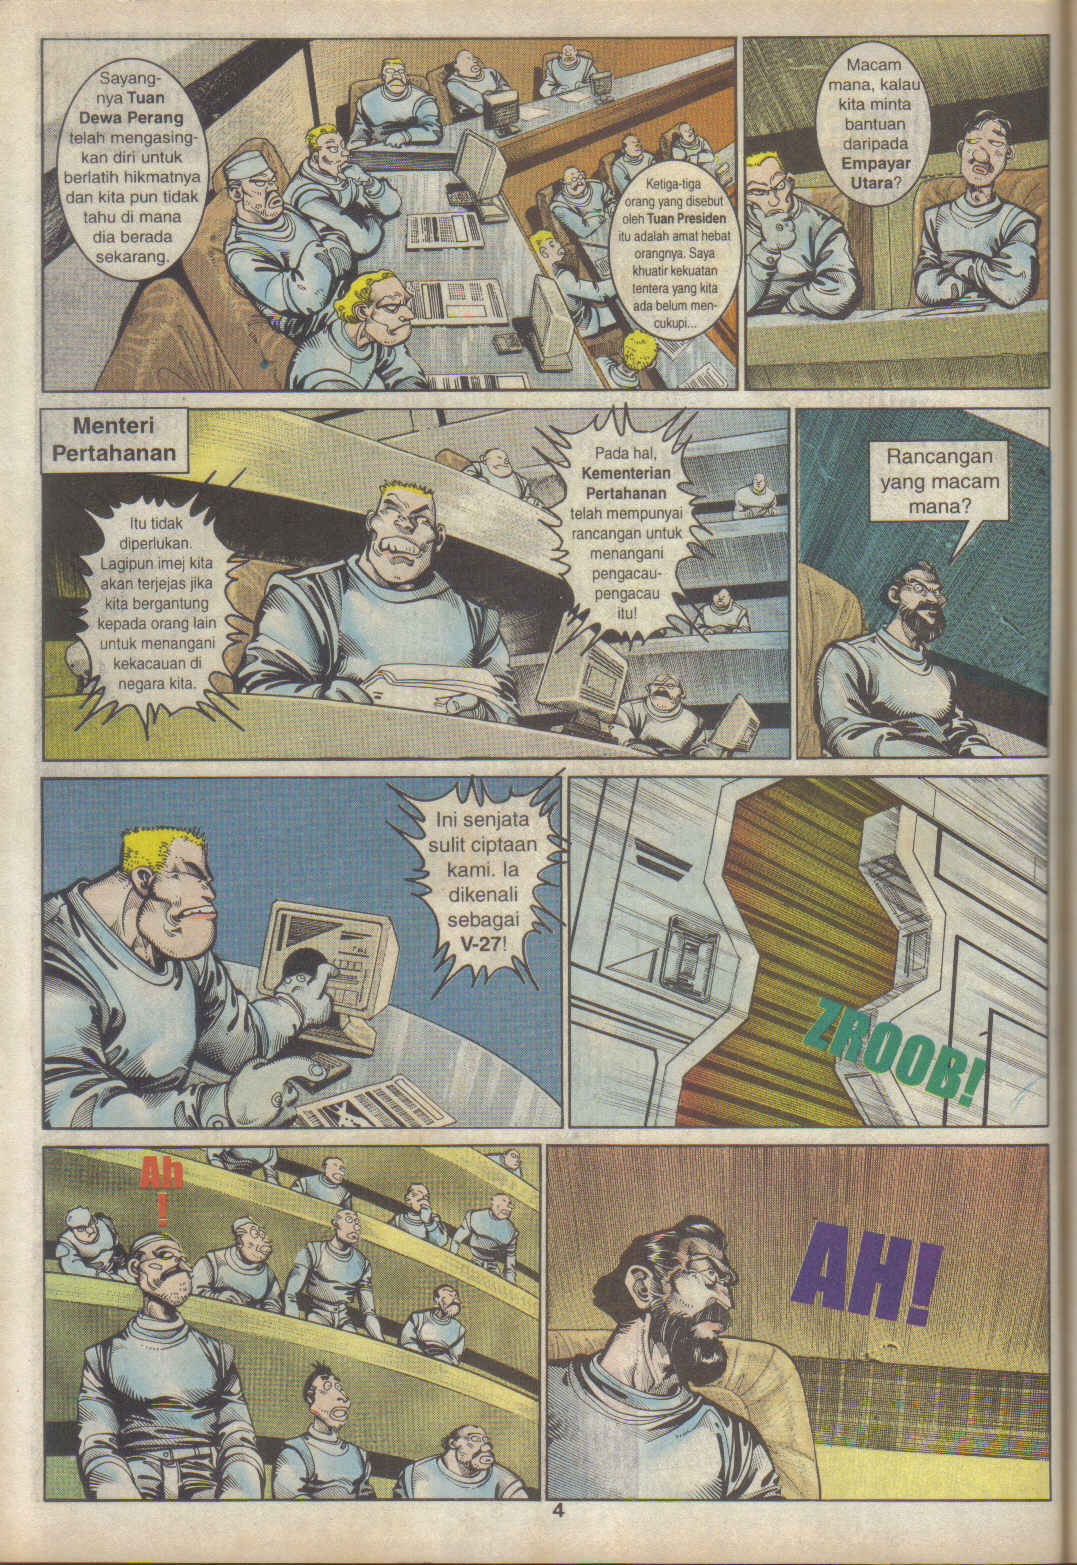 Sayang-
nya Tuan
Dewa Perang
telah mengasing-
kan diri untuk
berlatih hikmatnya
dan kita pun tidak
tahu di mana
dia berada
sekarang.
Ketiga-tiga
orang yang disebut
oleh Tuan Presiden
itu adalah amat hebat
orangnya. Saya
khuatir kekuatan
tentera yang kita
ada belum men-
cukupi...
Macam
mana, kalau
kita minta
bantuan
daripada
Empayar
Utara?
Menteri
Pertahanan
Itu tidak
diperlukan.
Lagipun imej kita
akan terjejas jika
kita bergantung
kepada orang lain
untuk menangani
kekacauan di
negara kita.
Pada hal,
Kementerian
Pertahanan
telah mempunyai
rancangan untuk
menangani
pengacau-
pengacau
itu!
Rancangan
yang macam
mana?
Ini senjata
sulit ciptaan
kami. Ia
dikenali
sebagai
V-27!
ZROOB!
Ah
!
AH!
4